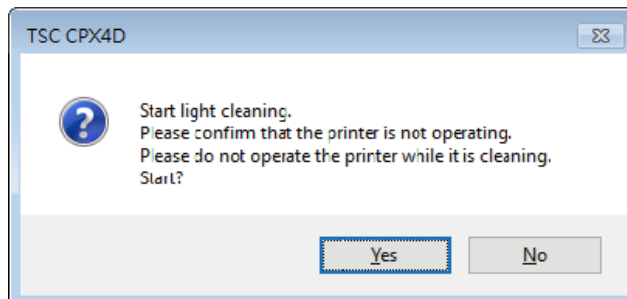 TSC CPX4D
Start light cleaning.
Please confirm that the printer is not operating.
Please do not operate the printer while it is cleaning.
Start?
Yes
No